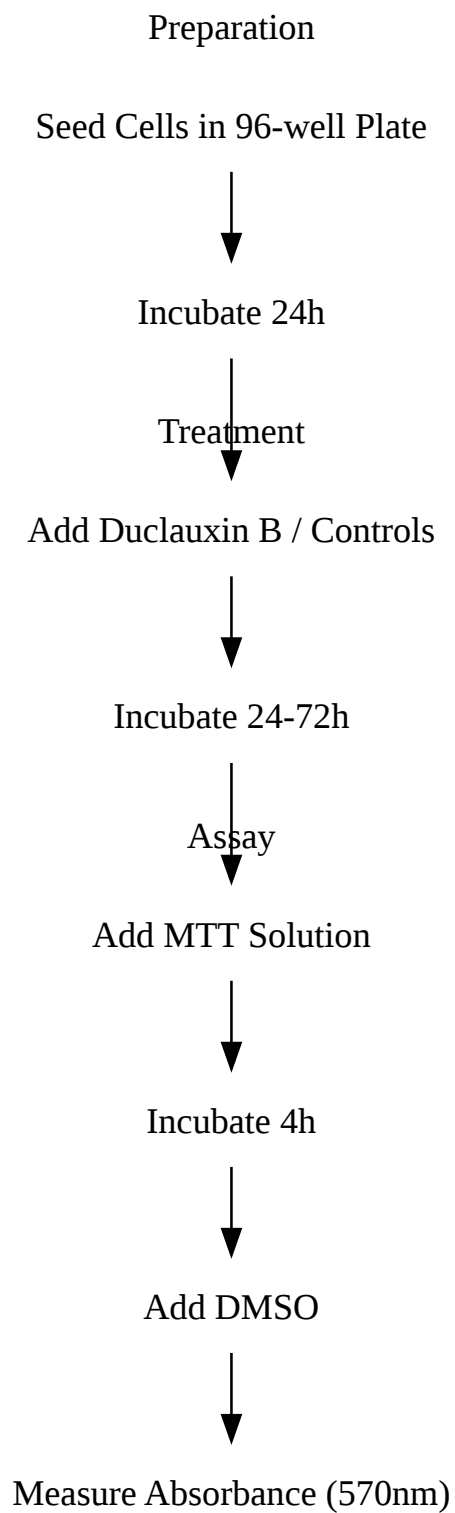 Preparation
Seed Cells in 96-well Plate
Incubate 24h
Treatment
Add Duclauxin B / Controls
Incubate 24-72h
Assay
Add MTT Solution
Incubate 4h
Add DMSO
Measure Absorbance (570nm)